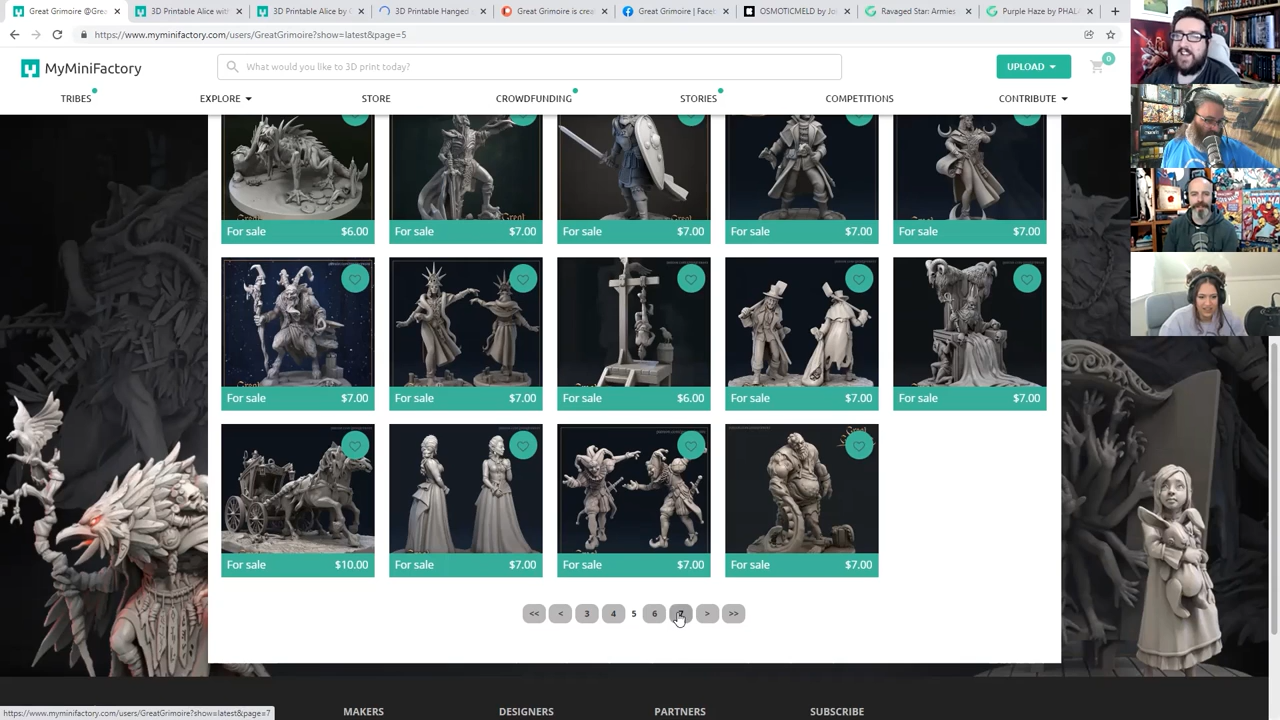 Great Grimoire @Grea
3D Printable Alice with
3D Printable Alice by G
3D Printable Hanged
Great Grimoire is crea
Great Grimoire | Face
OSMOTICMELD by Jo
Ravaged Star Armies
Purple Haze by PHAL
https://www.myminifactory.com/users/GreatGrimoire?show=latest&page=5
MyMiniFactory
What would you like to 3D print today?
UPLOAD
0
TRIBES
EXPLORE
STORE
CROWDFUNDING
STORIES
COMPETITIONS
CONTRIBUTE
For sale $6.00
For sale $7.00
For sale $7.00
For sale $7.00
For sale $7.00
For sale $7.00
For sale $7.00
For sale $6.00
For sale $7.00
For sale $7.00
For sale $10.00
For sale $7.00
For sale $7.00
For sale $7.00
<< < 3 4 5 6 7 > >>
https://www.myminifactory.com/users/GreatGrimoire?show=latest&page=7
MAKERS
DESIGNERS
PARTNERS
SUBSCRIBE